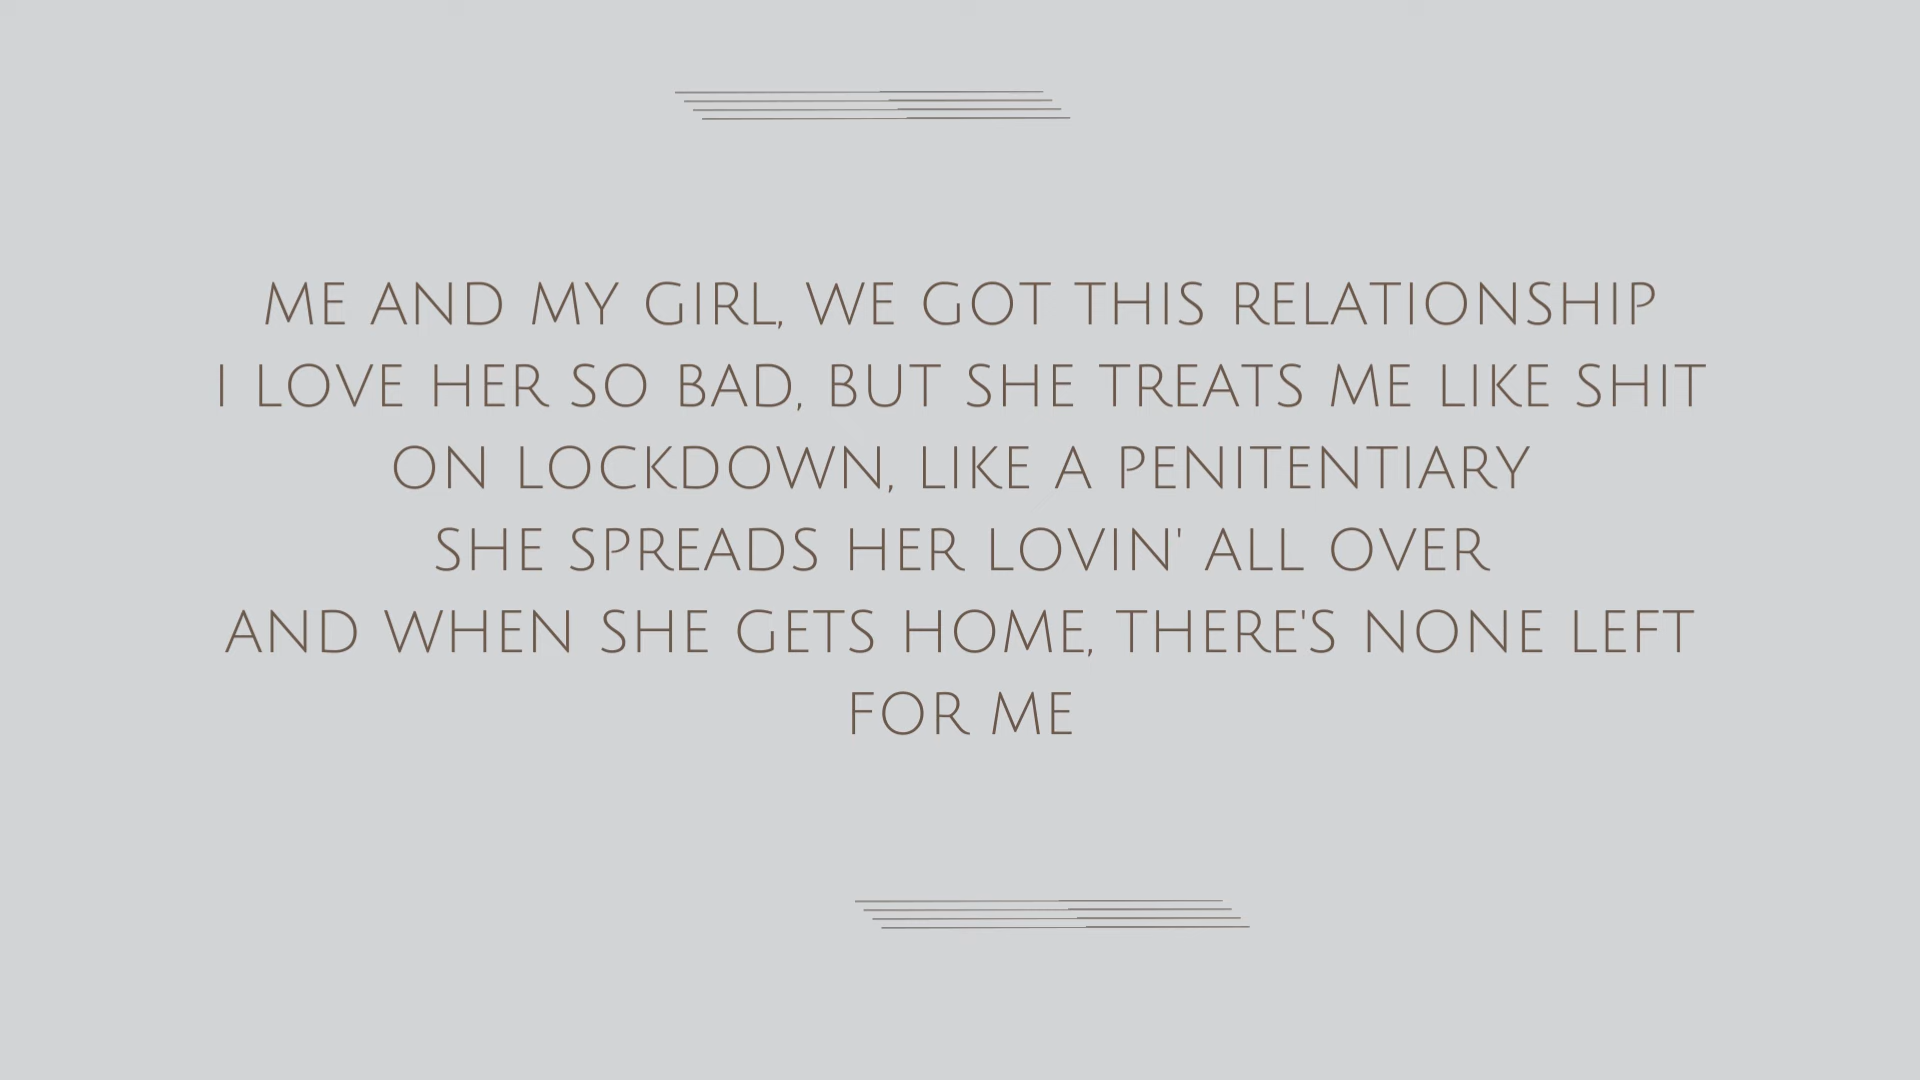 ME AND MY GIRL, WE GOT THIS RELATIONSHIP
I LOVE HER SO BAD, BUT SHE TREATS ME LIKE SHIT
ON LOCKDOWN, LIKE A PENITENTIARY
SHE SPREADS HER LOVIN' ALL OVER
AND WHEN SHE GETS HOME, THERE'S NONE LEFT
FOR ME